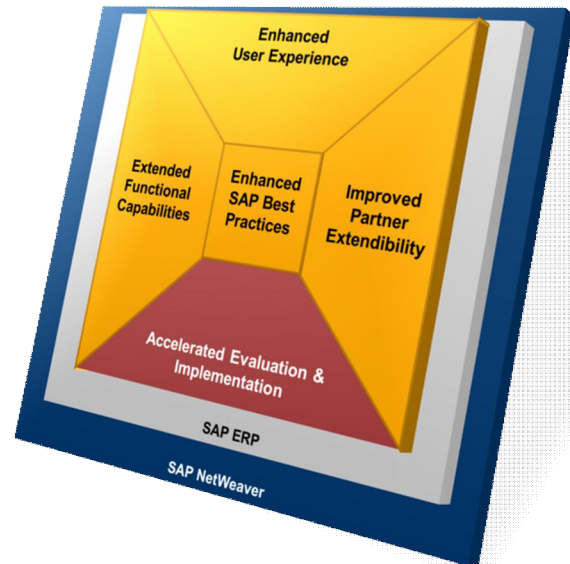 Enhanced
User Experience
Extended
Functional
Capabilities
Enhanced
SAP Best
Practices
Improved
Partner
Extendibility
Accelerated Evaluation &
Implementation
SAP ERP
SAP NetWeaver